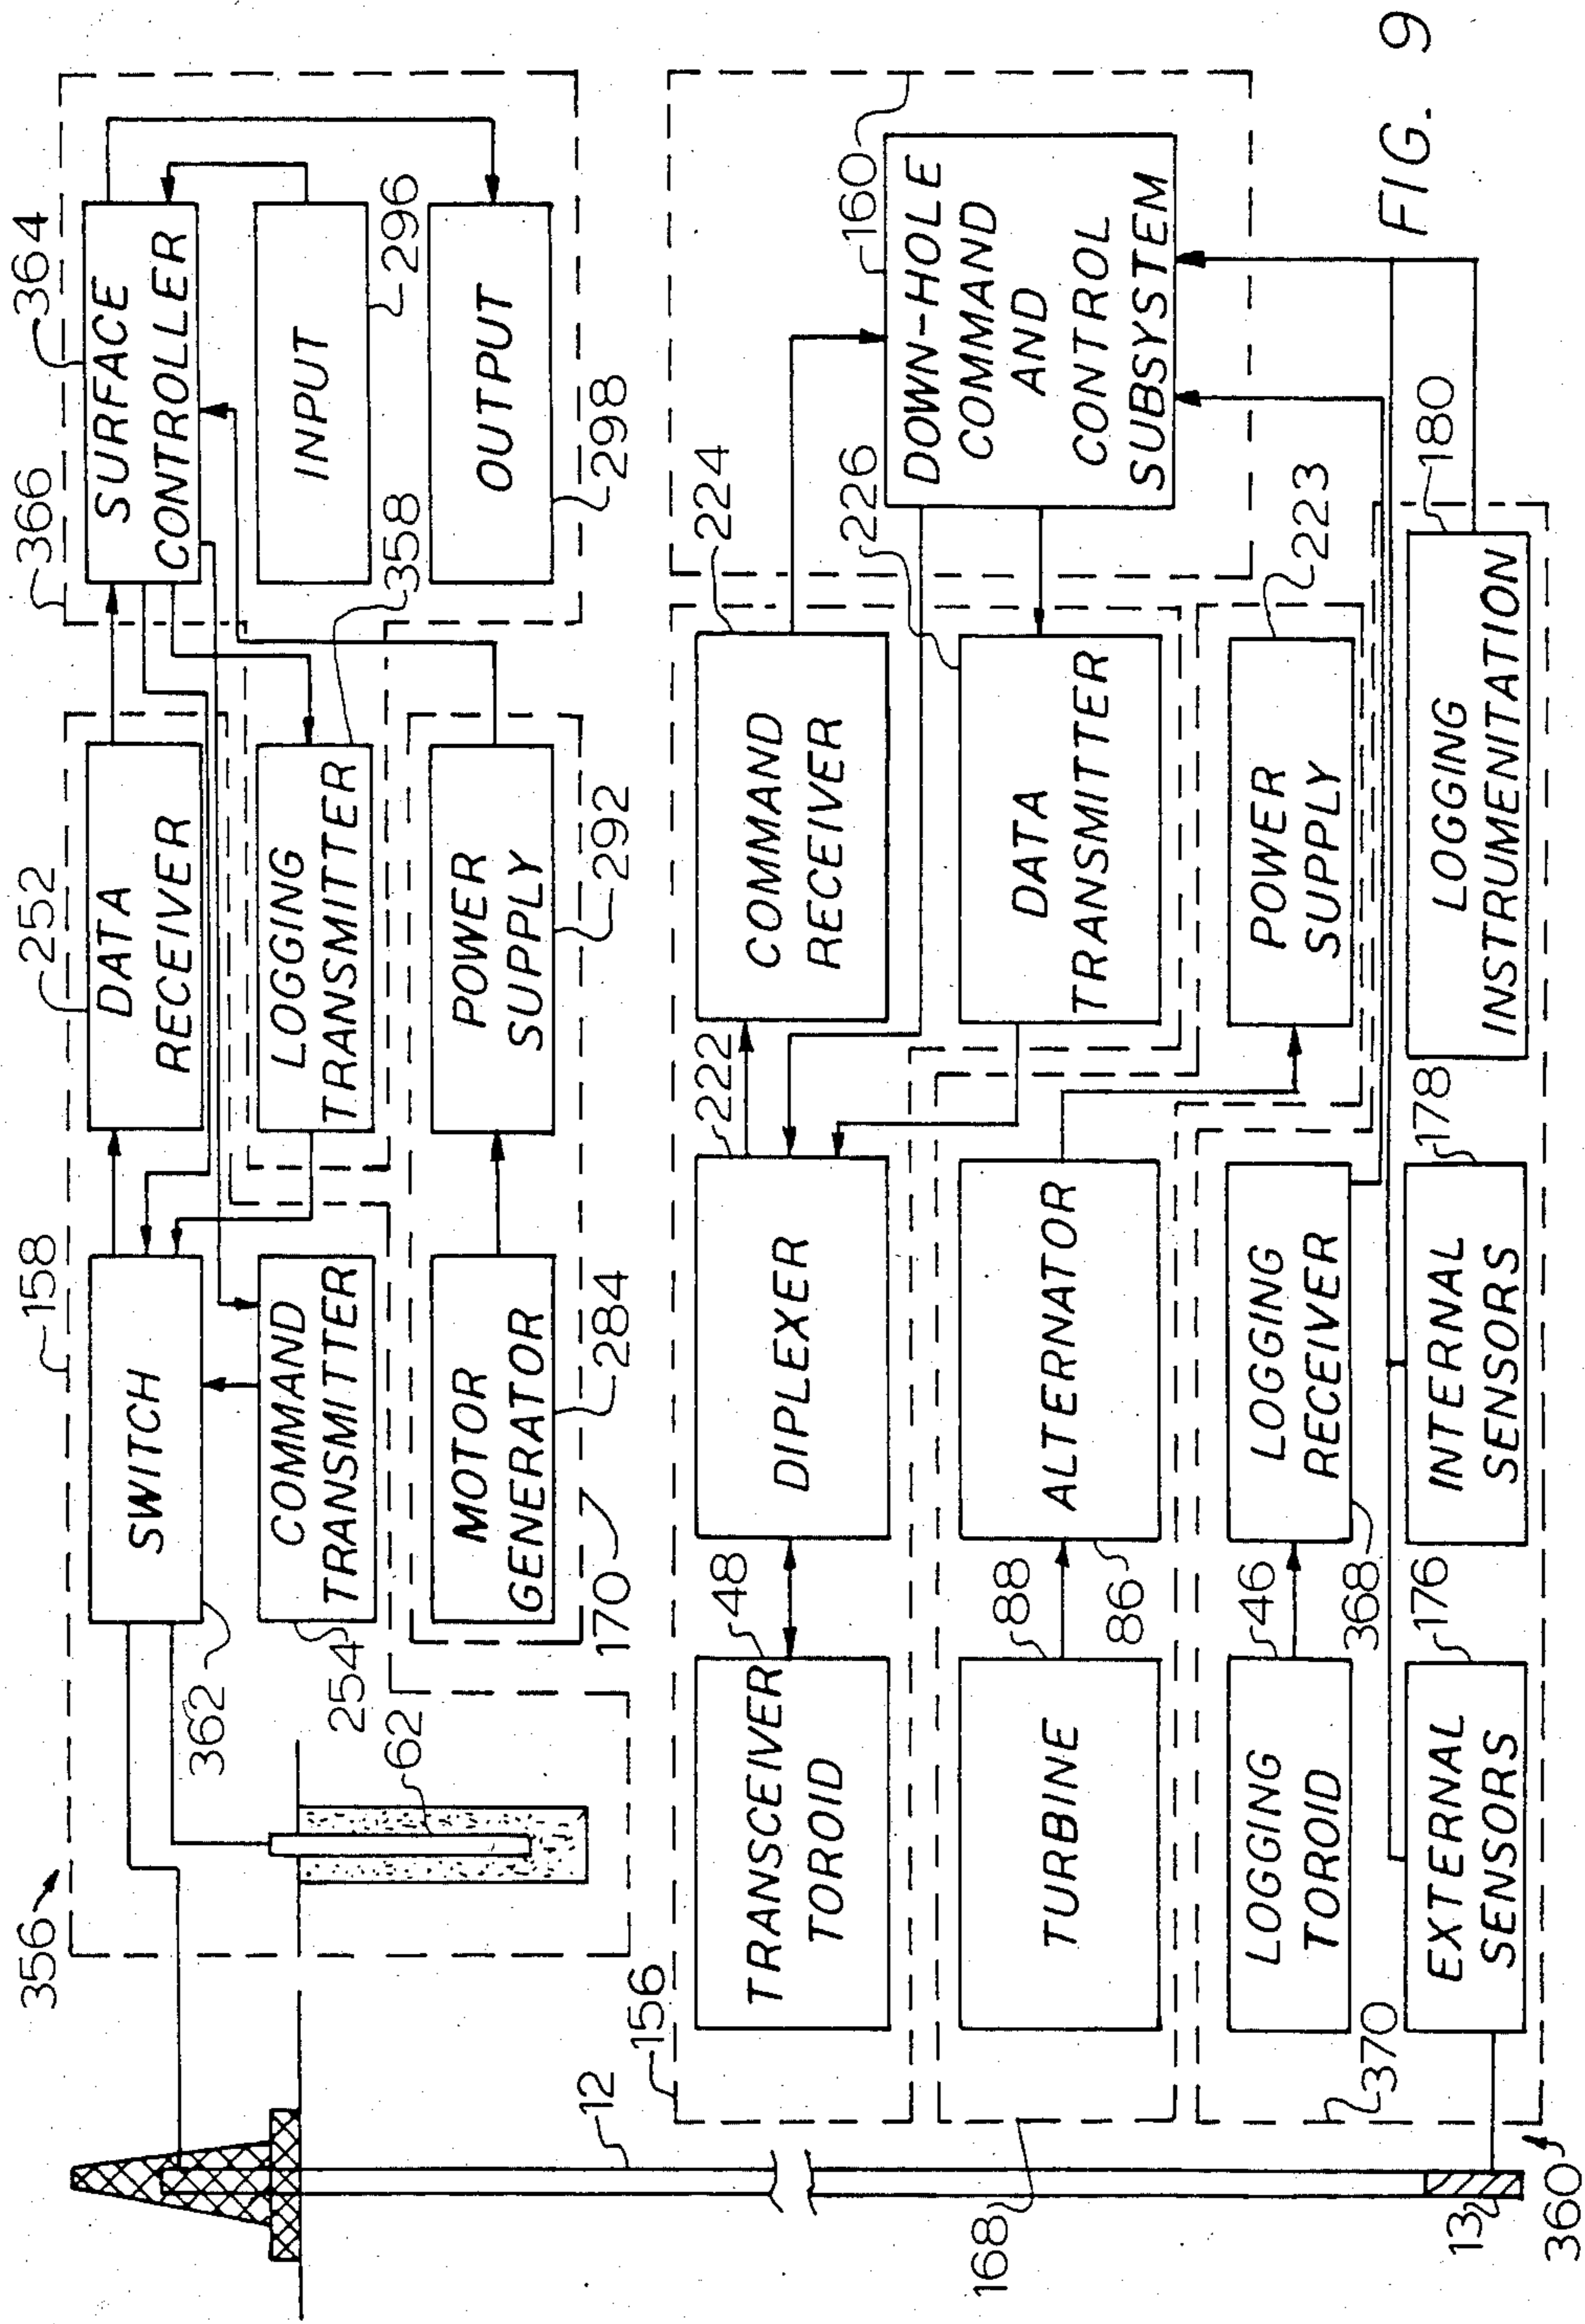 356
158
252
366
364
SWITCH
DATA
RECEIVER
SURFACE
CONTROLLER
362
COMMAND
TRANSMITTER
LOGGING
TRANSMITTER
358
INPUT
296
254
62
170
MOTOR
GENERATOR
284
POWER
SUPPLY
292
OUTPUT
298
12
156
48
222
224
160
TRANSCEIVER
TOROID
DIPLEXER
COMMAND
RECEIVER
226
DOWN-HOLE
COMMAND
AND
CONTROL
SUBSYSTEM
88
TURBINE
ALTERNATOR
86
DATA
TRANSMITTER
168
46
223
LOGGING
TOROID
LOGGING
RECEIVER
368
POWER
SUPPLY
370
176
178
180
13
360
EXTERNAL
SENSORS
INTERNAL
SENSORS
LOGGING
INSTRUMENITATION
FIG. 9